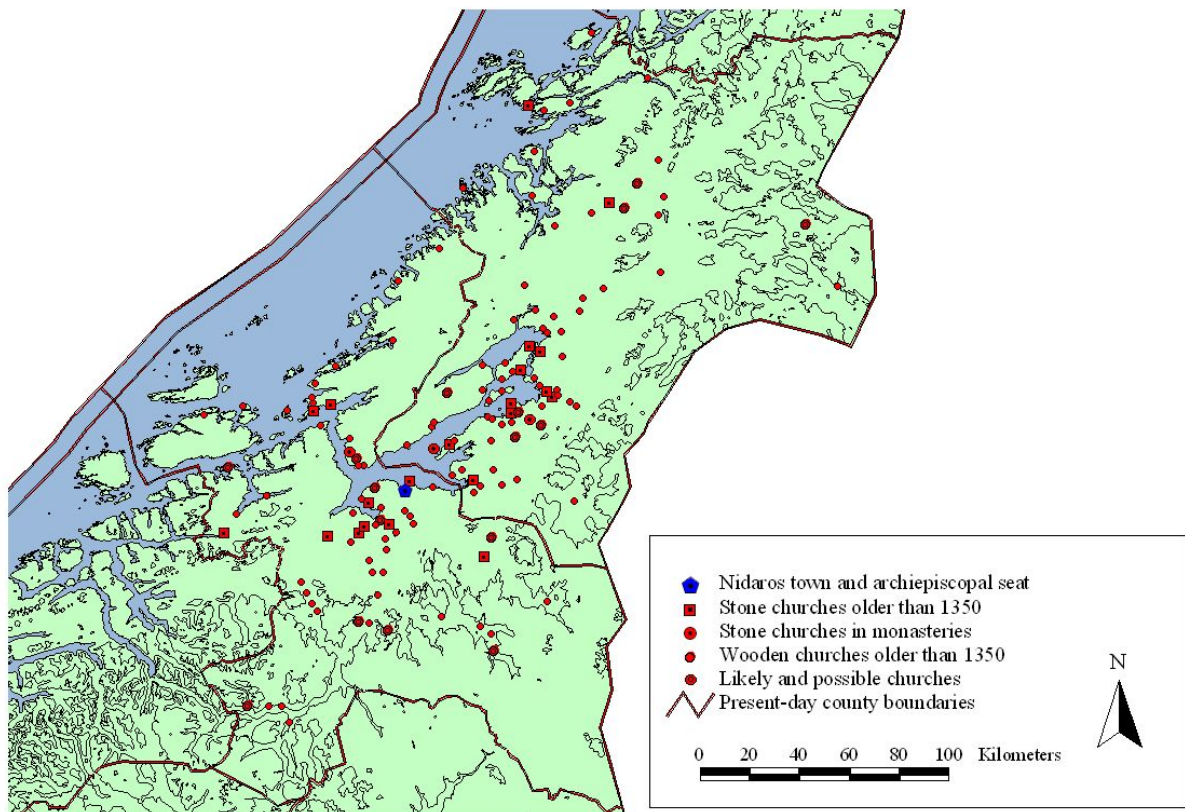 Nidaros town and archiepiscopal seat
Stone churches older than 1350
Stone churches in monasteries
Wooden churches older than 1350
Likely and possible churches
Present-day county boundaries
N
0 20 40 60 80 100 Kilometers